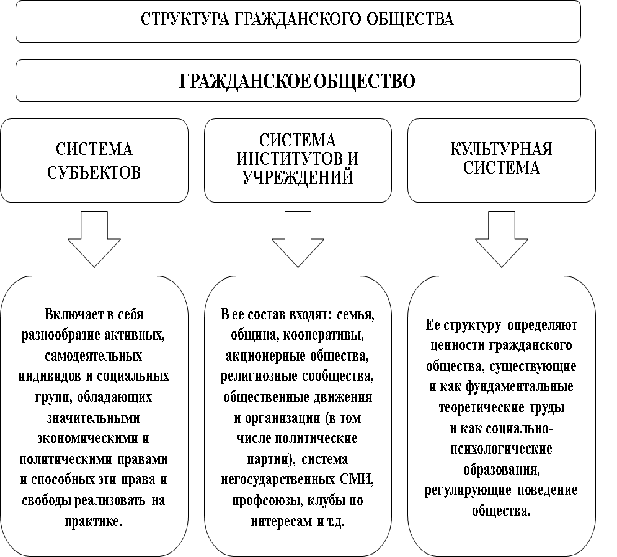 СТРУКТУРА ГРАЖДАНСКОГО ОБЩЕСТВА
ГРАЖДАНСКОЕ ОБЩЕСТВО
СИСТЕМА
СУБЪЕКТОВ
СИСТЕМА
ИНСТИТУТОВ И
УЧРЕЖДЕНИЙ
КУЛЬТУРНАЯ
СИСТЕМА
Включает в себя
разнообразие активных,
самодеятельных
индивидов и социальных
групп, обладающих
значительными
экономическими и
политическими правами
и способных эти права и
свободы реализовать на
практике.
В ее состав входят: семья,
община, кооперативы,
акционерные общества,
религиозные сообщества,
общественные движения
и организации (в том
числе политические
партии), система
негосударственных СМИ,
профсоюзы, клубы по
интересам и т.д.
Ее структуру определяют
ценности гражданского
общества, существующие
и как фундаментальные
теоретические труды
и как социально-
психологические
образования,
регулирующие поведение
общества.